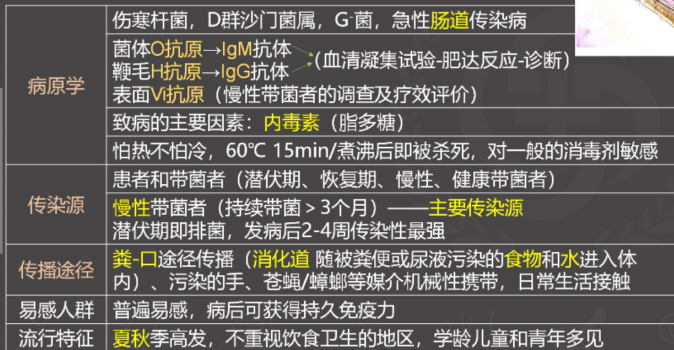 病原学
伤寒杆菌，D群沙门菌属，G⁻菌，急性肠道传染病
菌体O抗原→IgM抗体
鞭毛H抗原→IgG抗体
（血清凝集试验-肥达反应-诊断）
表面Vi抗原（慢性带菌者的调查及疗效评价）
致病的主要因素：内毒素（脂多糖）
怕热不怕冷，60℃ 15min/煮沸后即被杀死，对一般的消毒剂敏感
传染源
患者和带菌者（潜伏期、恢复期、慢性、健康带菌者）
慢性带菌者（持续带菌＞3个月）——主要传染源
潜伏期即排菌，发病后2-4周传染性最强
传播途径
粪-口途径传播（消化道 随被粪便或尿液污染的食物和水进入体
内）、污染的手、苍蝇/蟑螂等媒介机械性携带，日常生活接触
易感人群
普遍易感，病后可获得持久免疫力
流行特征
夏秋季高发，不重视饮食卫生的地区，学龄儿童和青年多见